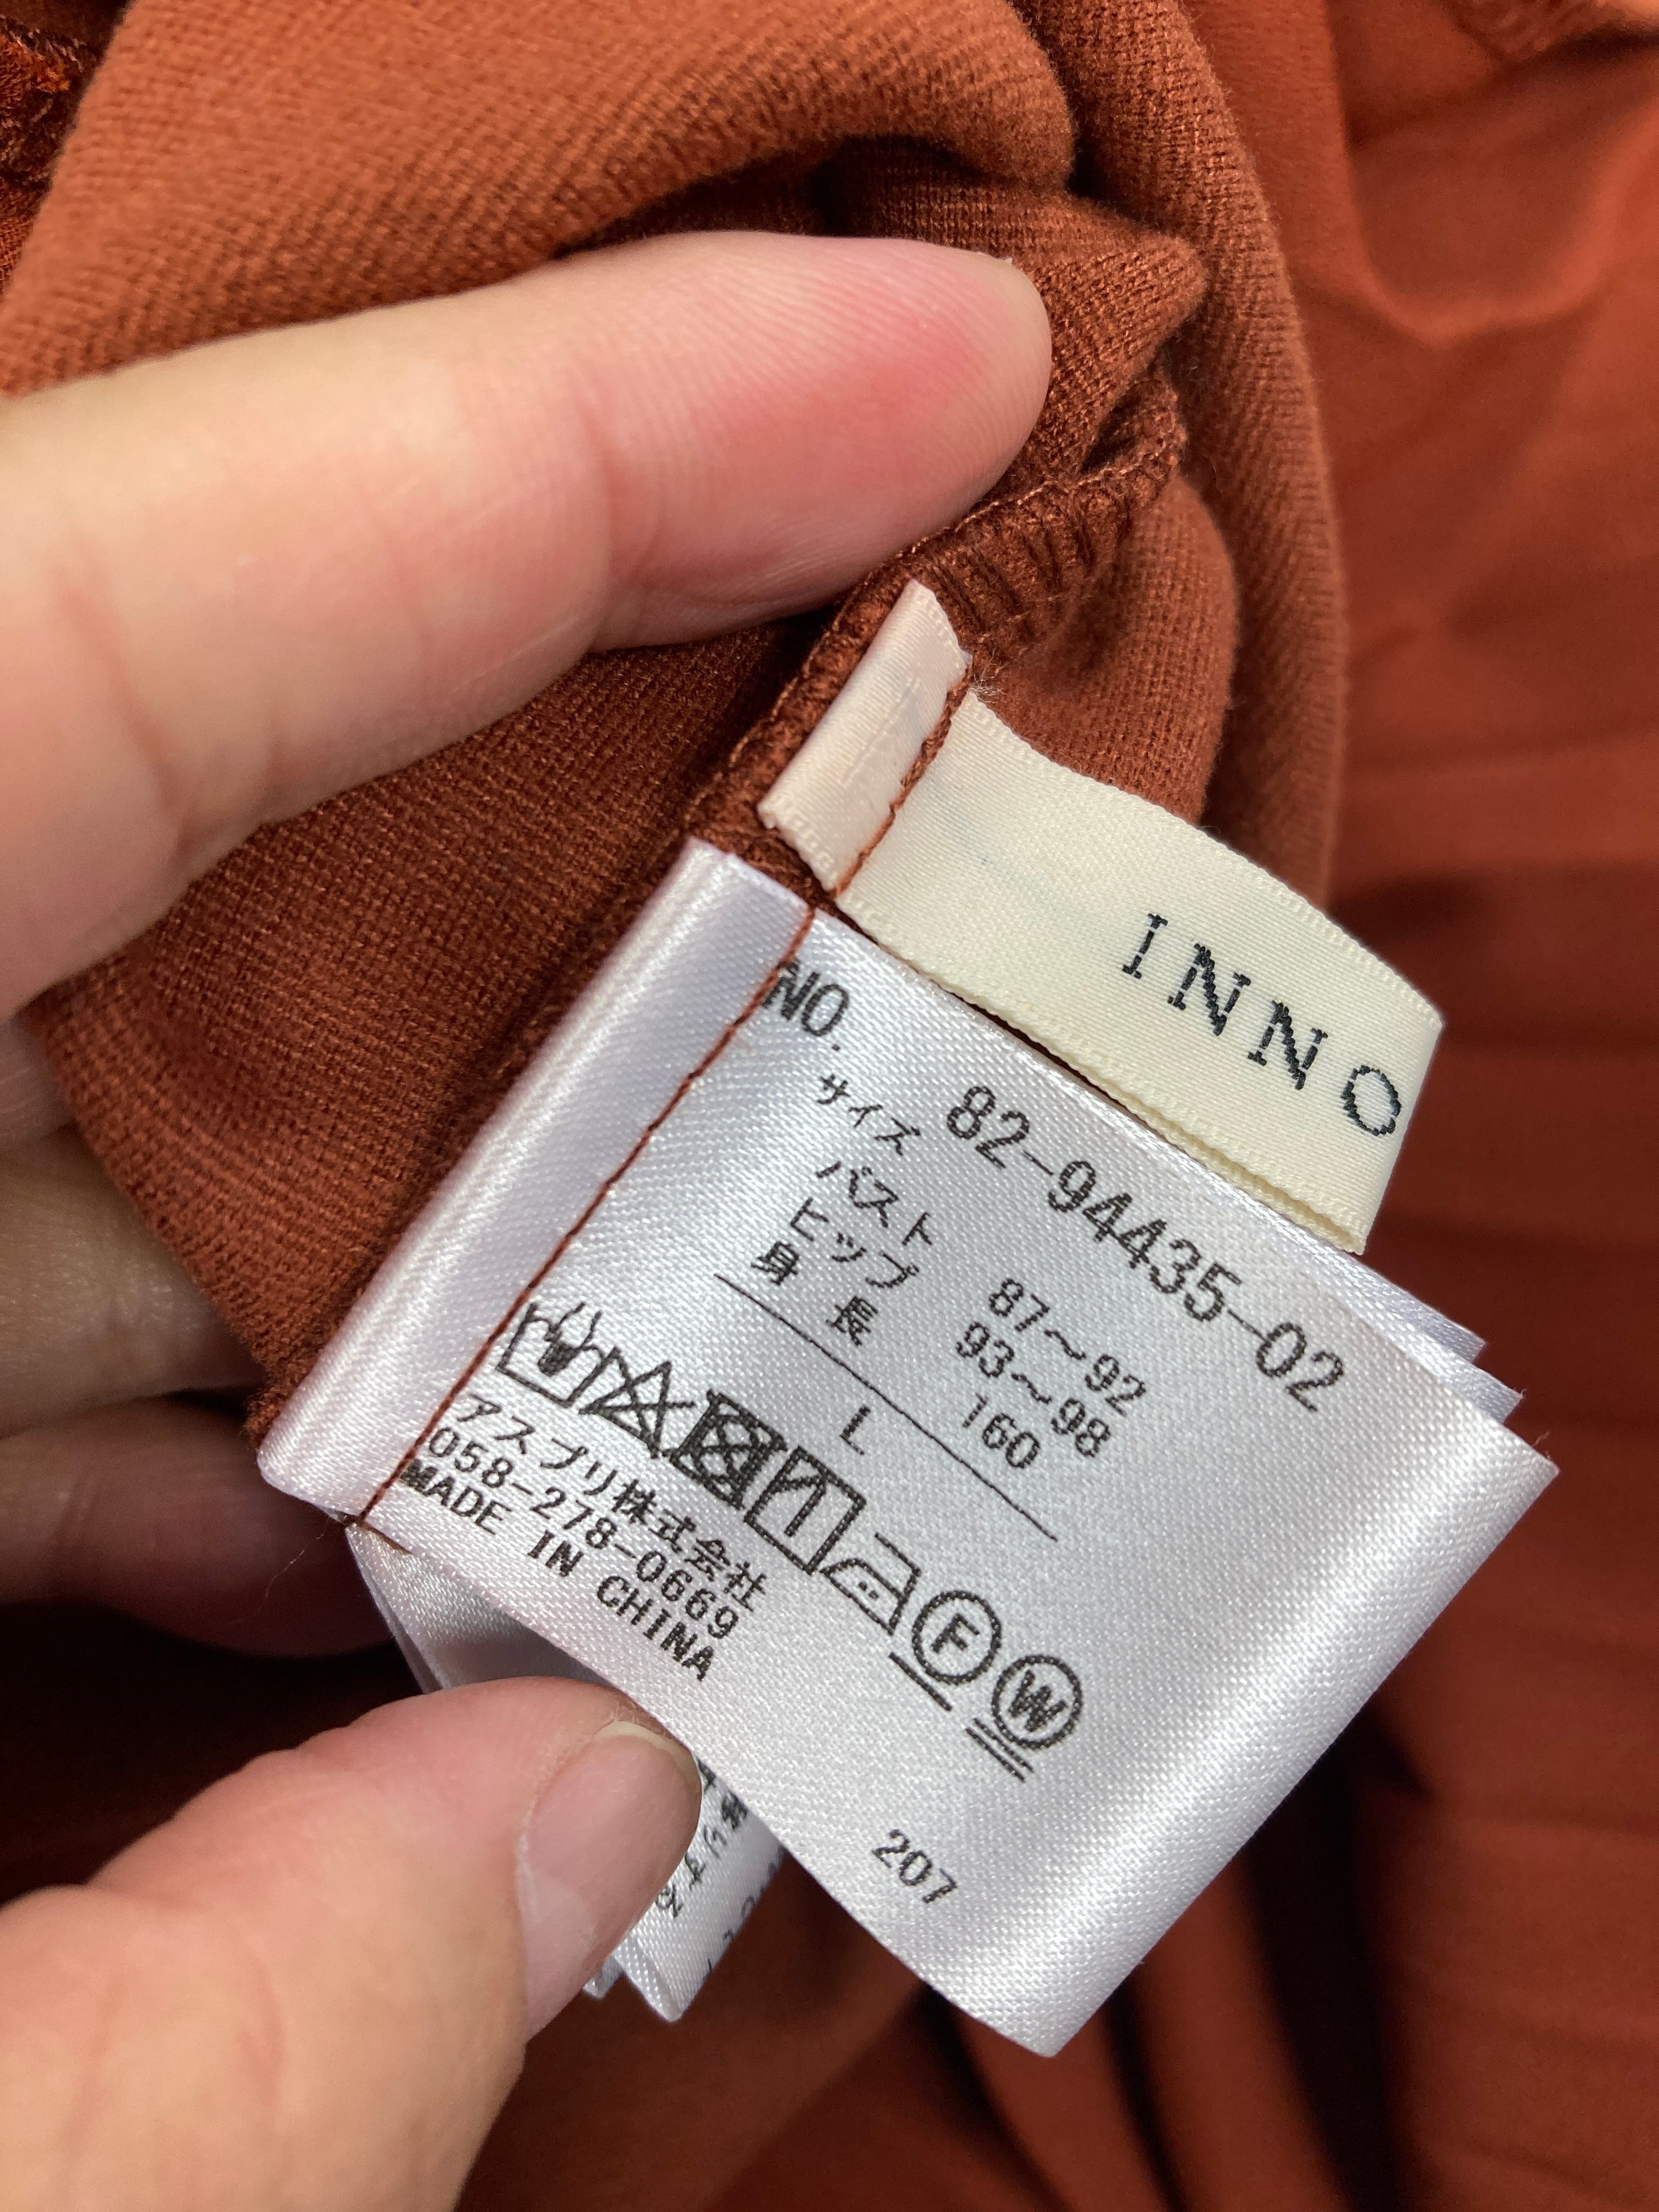 INNO
NO. 82-94435-02
サイズ
バスト 87~92
ヒップ 93~98
身長 160
L
F W
アスプリ株式会社
058-278-0669
MADE IN CHINA
207